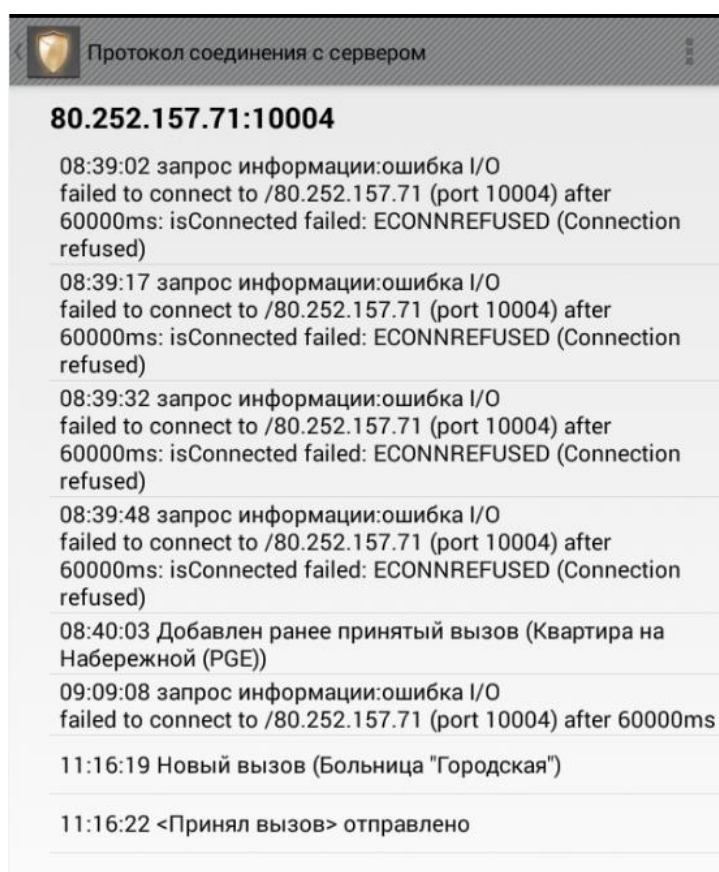 Протокол соединения с сервером
80.252.157.71:10004
08:39:02 запрос информации:ошибка I/O
failed to connect to /80.252.157.71 (port 10004) after
60000ms: isConnected failed: ECONNREFUSED (Connection
refused)
08:39:17 запрос информации:ошибка I/O
failed to connect to /80.252.157.71 (port 10004) after
60000ms: isConnected failed: ECONNREFUSED (Connection
refused)
08:39:32 запрос информации:ошибка I/O
failed to connect to /80.252.157.71 (port 10004) after
60000ms: isConnected failed: ECONNREFUSED (Connection
refused)
08:39:48 запрос информации:ошибка I/O
failed to connect to /80.252.157.71 (port 10004) after
60000ms: isConnected failed: ECONNREFUSED (Connection
refused)
08:40:03 Добавлен ранее принятый вызов (Квартира на
Набережной (PGE))
09:09:08 запрос информации:ошибка I/O
failed to connect to /80.252.157.71 (port 10004) after 60000ms
11:16:19 Новый вызов (Больница "Городская")
11:16:22 <Принял вызов> отправлено